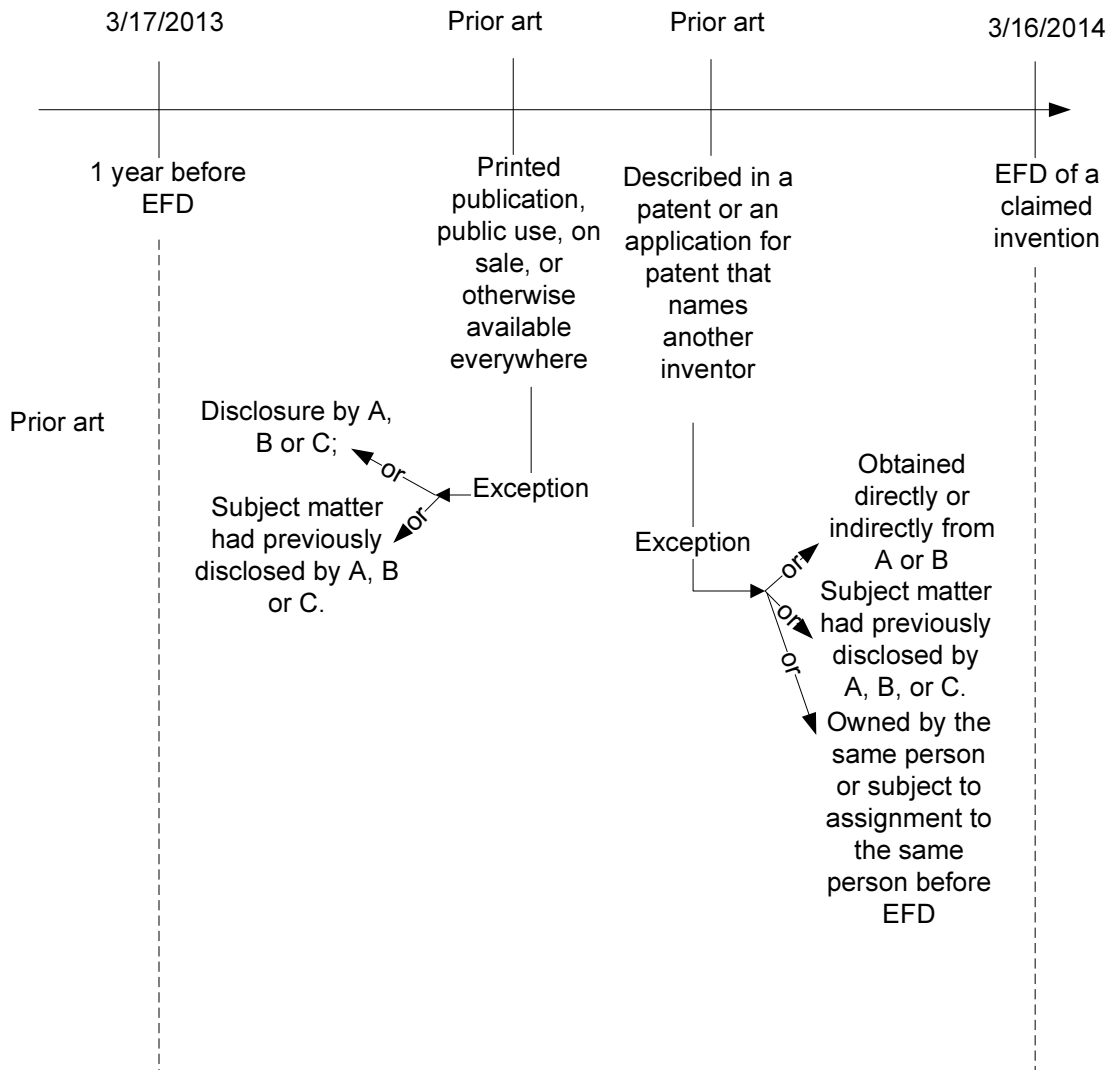 3/17/2013
Prior art
Prior art
3/16/2014
1 year before
EFD
Printed
publication,
public use, on
sale, or
otherwise
available
everywhere
Described in a
patent or an
application for
patent that
names
another
inventor
EFD of a
claimed
invention
Prior art
Disclosure by A,
B or C;
or
Exception
or
Subject matter
had previously
disclosed by A, B
or C.
Exception
or
Obtained
directly or
indirectly from
A or B
or
Subject matter
had previously
disclosed by
A, B, or C.
or
Owned by the
same person
or subject to
assignment to
the same
person before
EFD